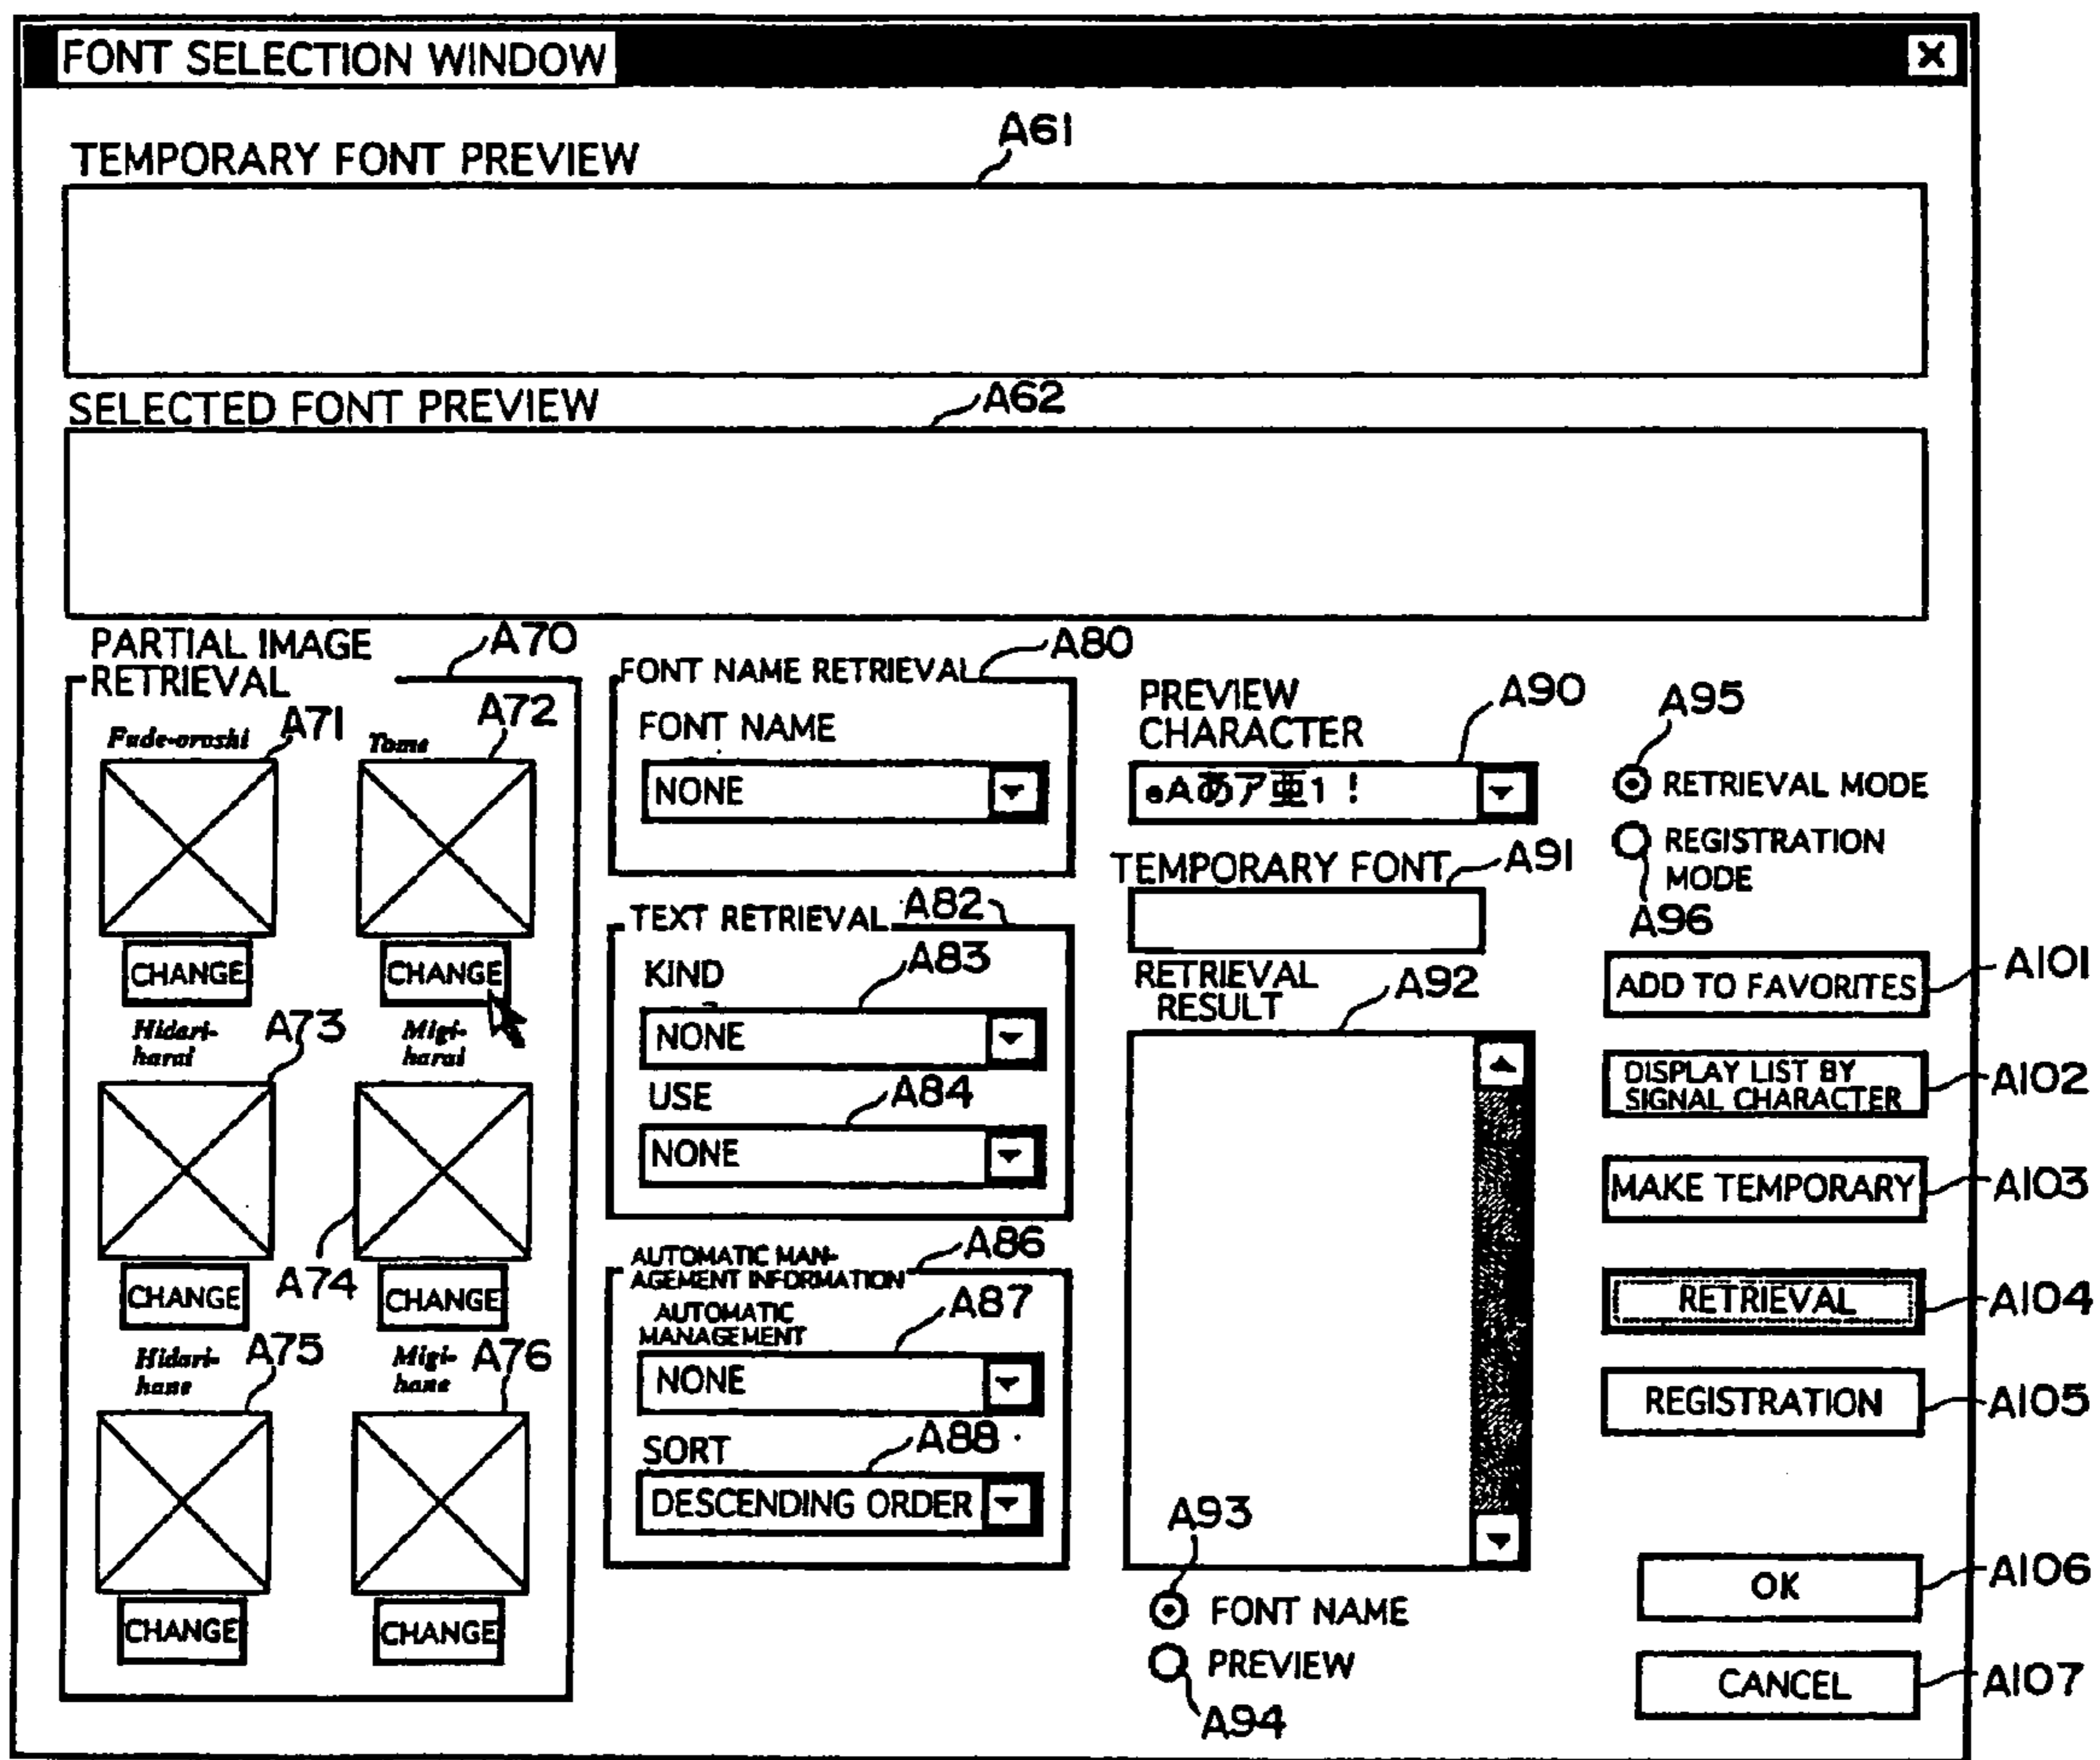 FONT SELECTION WINDOW
X
A61
TEMPORARY FONT PREVIEW
SELECTED FONT PREVIEW
A62
PARTIAL IMAGE
RETRIEVAL
A70
Fude-oroshi
A71
Tome
A72
CHANGE
CHANGE
Hidari-
harai
A73
Migi-
harai
A74
CHANGE
CHANGE
Hidari-
hane
A75
Migi-
hane
A76
CHANGE
CHANGE
FONT NAME RETRIEVAL
A80
FONT NAME
NONE
TEXT RETRIEVAL
A82
KIND
A83
NONE
USE
A84
NONE
AUTOMATIC MAN-
AGEMENT INFORMATION
A86
AUTOMATIC
MANAGEMENT
A87
NONE
SORT
A88
DESCENDING ORDER
PREVIEW
CHARACTER
A90
aAあア亜1!
TEMPORARY FONT
A91
RETRIEVAL
RESULT
A92
A93
FONT NAME
PREVIEW
A94
A95
RETRIEVAL MODE
REGISTRATION
MODE
A96
ADD TO FAVORITES
A101
DISPLAY LIST BY
SIGNAL CHARACTER
A102
MAKE TEMPORARY
A103
RETRIEVAL
A104
REGISTRATION
A105
OK
A106
CANCEL
A107